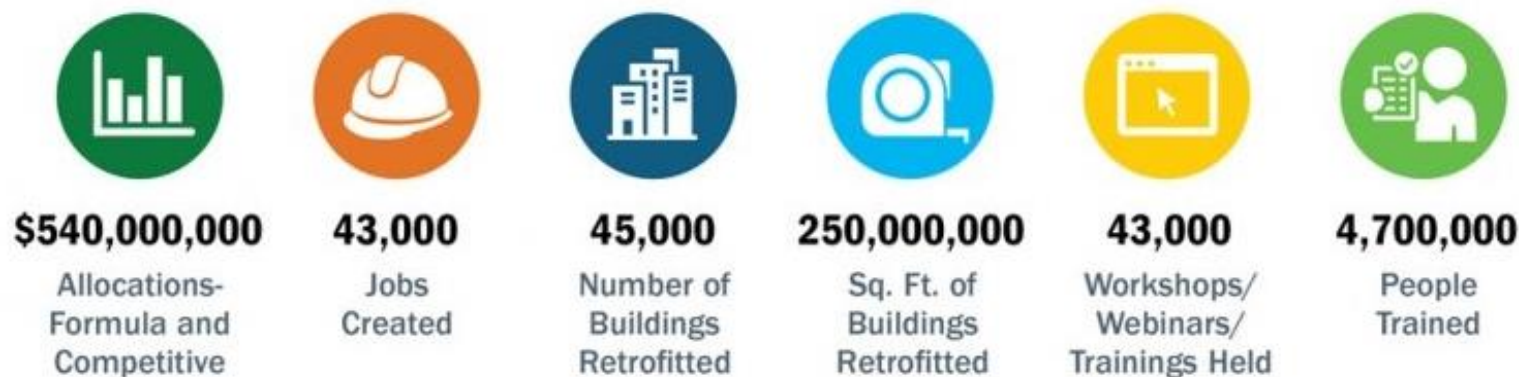 $540,000,000
Allocations-
Formula and
Competitive
43,000
Jobs
Created
45,000
Number of
Buildings
Retrofitted
250,000,000
Sq. Ft. of
Buildings
Retrofitted
43,000
Workshops/
Webinars/
Trainings Held
4,700,000
People
Trained